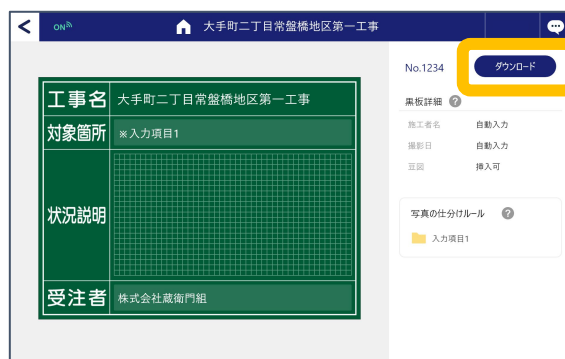 ON
大手町二丁目常盤橋地区第一工事
No.1234
ダウンロード
工事名 大手町二丁目常盤橋地区第一工事
対象箇所 ※入力項目1
状況説明
受注者 株式会社蔵衛門組
黒板詳細 ?
施工者名 自動入力
撮影日 自動入力
豆図 挿入可
写真の仕分けルール ?
入力項目1